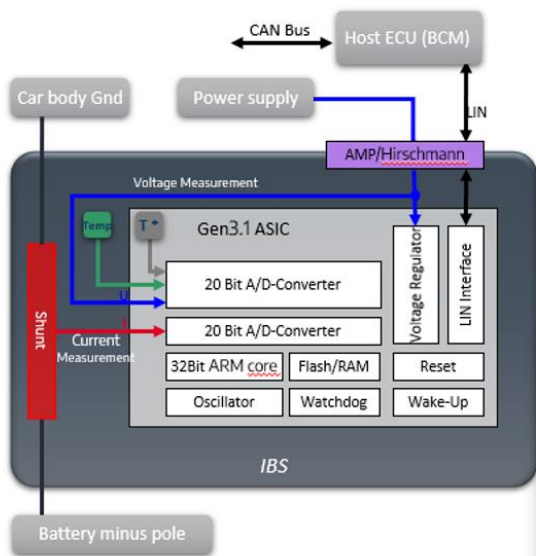 CAN Bus
Host ECU (BCM)
Car body Gnd
Power supply
LIN
AMP/Hirschmann
Voltage Measurement
Temp
T°
Gen3.1 ASIC
Voltage Regulator
LIN Interface
20 Bit A/D-Converter
U
Shunt
I
20 Bit A/D-Converter
Current
Measurement
32Bit ARM core
Flash/RAM
Reset
Oscillator
Watchdog
Wake-Up
IBS
Battery minus pole